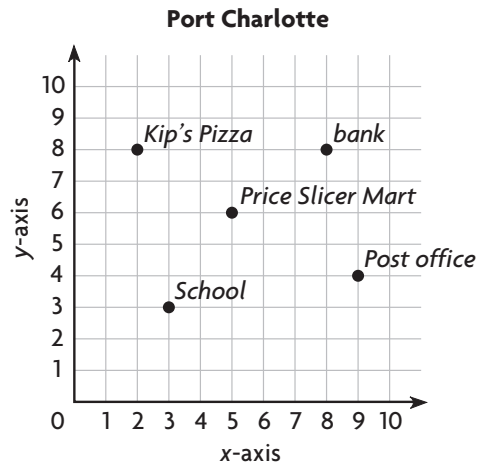 Port Charlotte
10
9
Kip's Pizza
bank
8
7
Price Slicer Mart
6
y-axis
5
Post office
4
School
3
2
1
0 1 2 3 4 5 6 7 8 9 10
x-axis